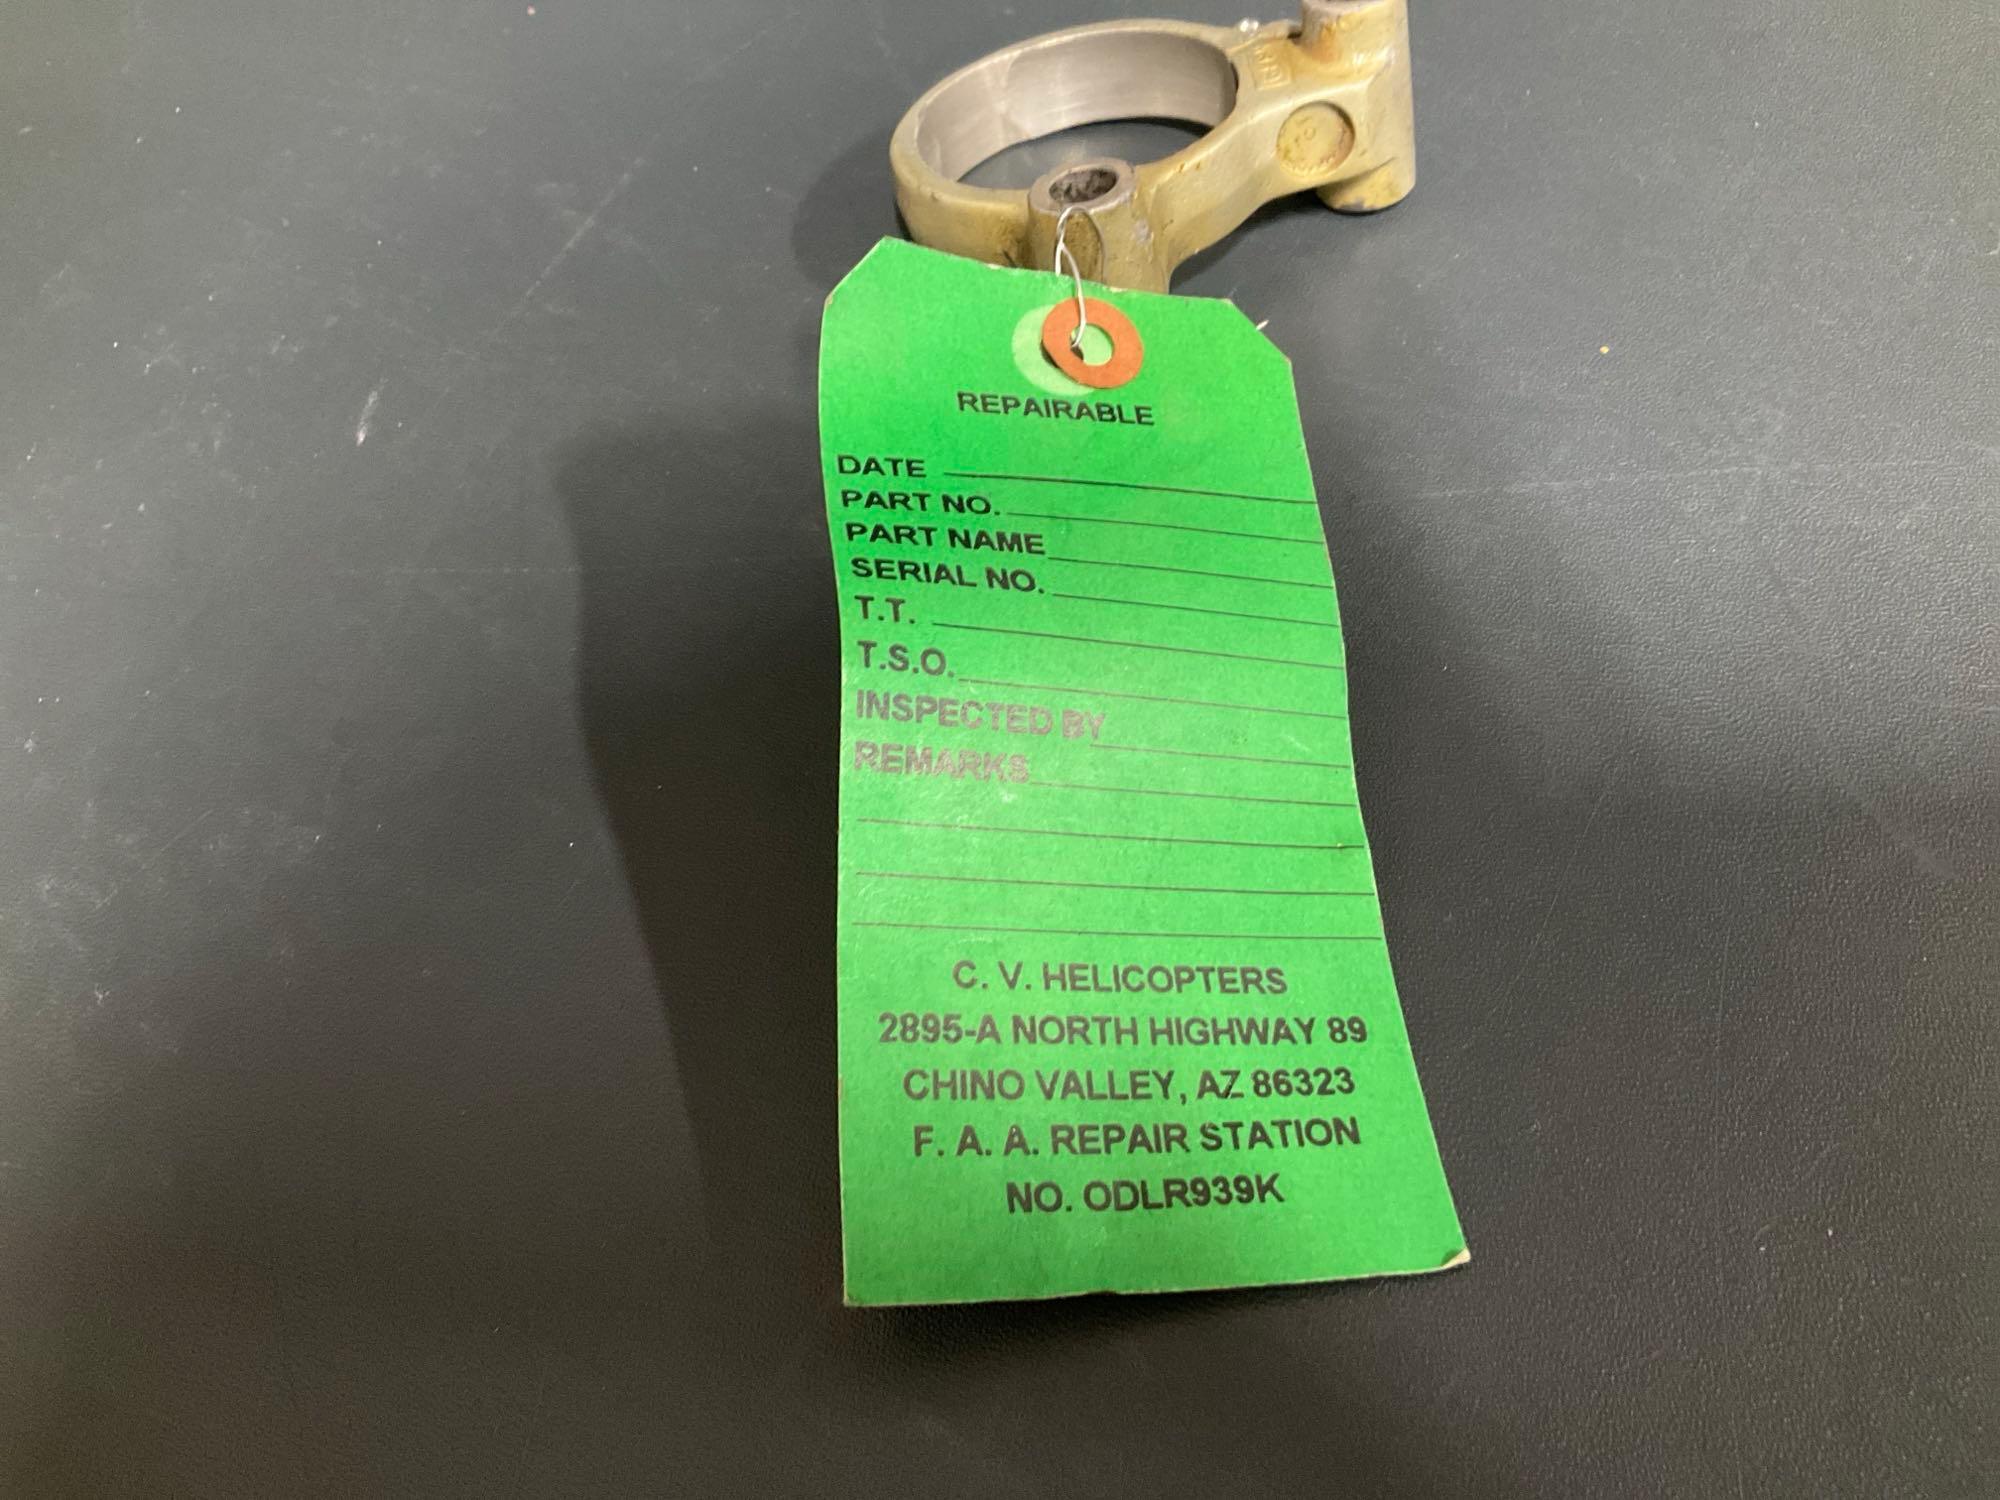 REPAIRABLE
DATE
PART NO.
PART NAME
SERIAL NO.
T.T.
T.S.O.
INSPECTED BY
REMARKS
C. V. HELICOPTERS
2895-A NORTH HIGHWAY 89
CHINO VALLEY, AZ 86323
F. A. A. REPAIR STATION
NO. ODLR939K